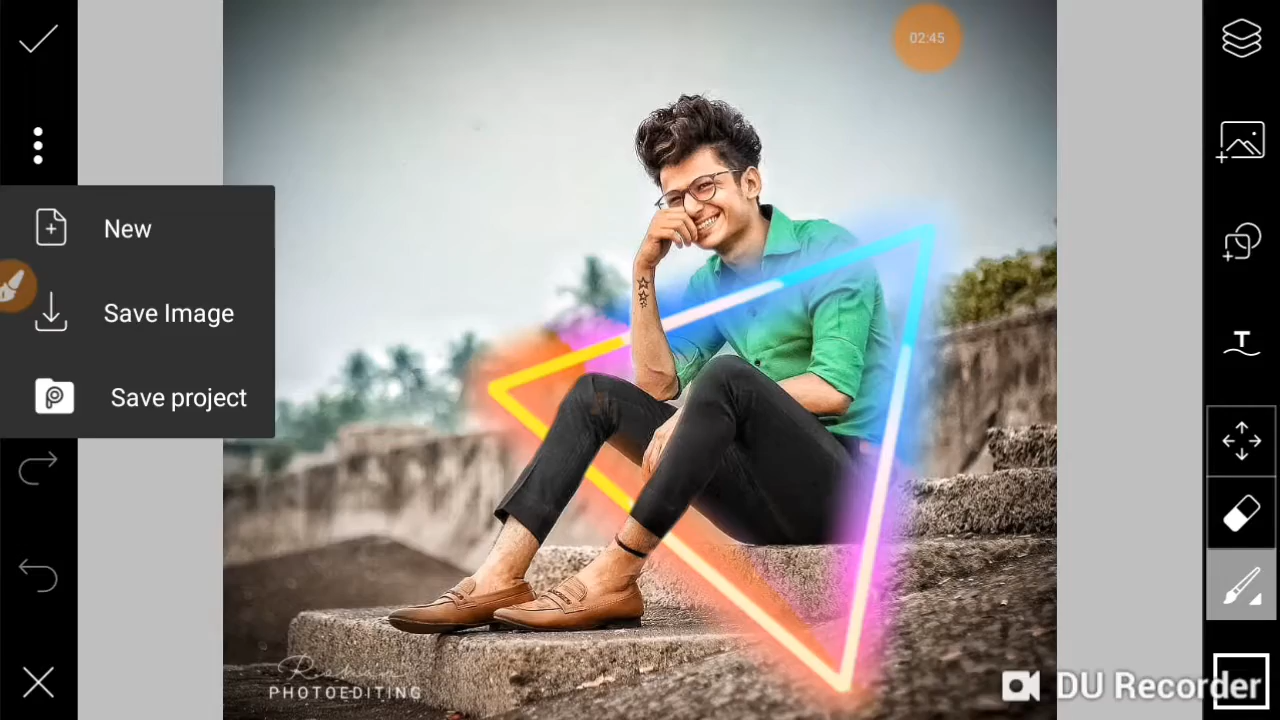 02:45
New
Save Image
Save project
T
PHOTOEDITING
DU Recorder